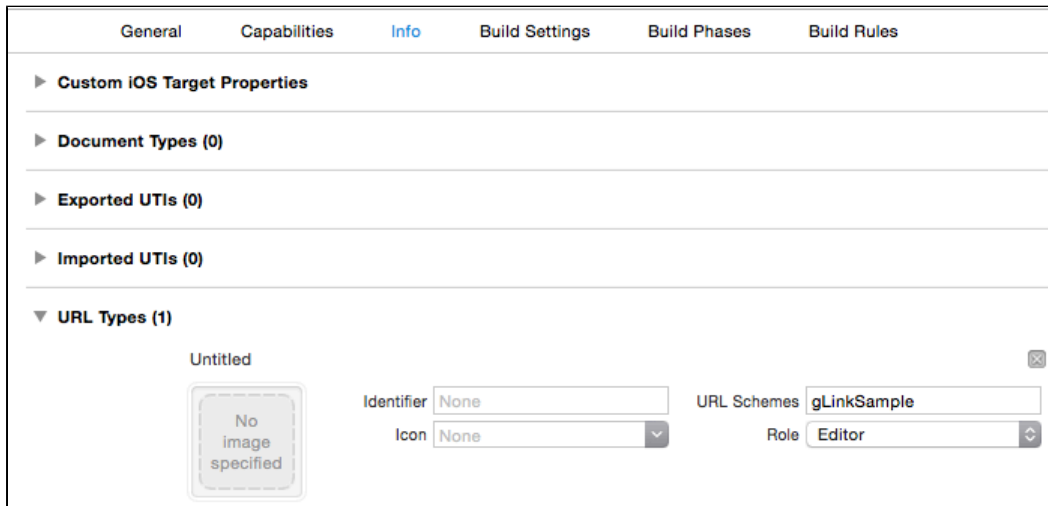 General Capabilities Info Build Settings Build Phases Build Rules
Custom iOS Target Properties
Document Types (0)
Exported UTIs (0)
Imported UTIs (0)
URL Types (1)
Untitled
No
image
specified
Identifier None URL Schemes gLinkSample
Icon None Role Editor